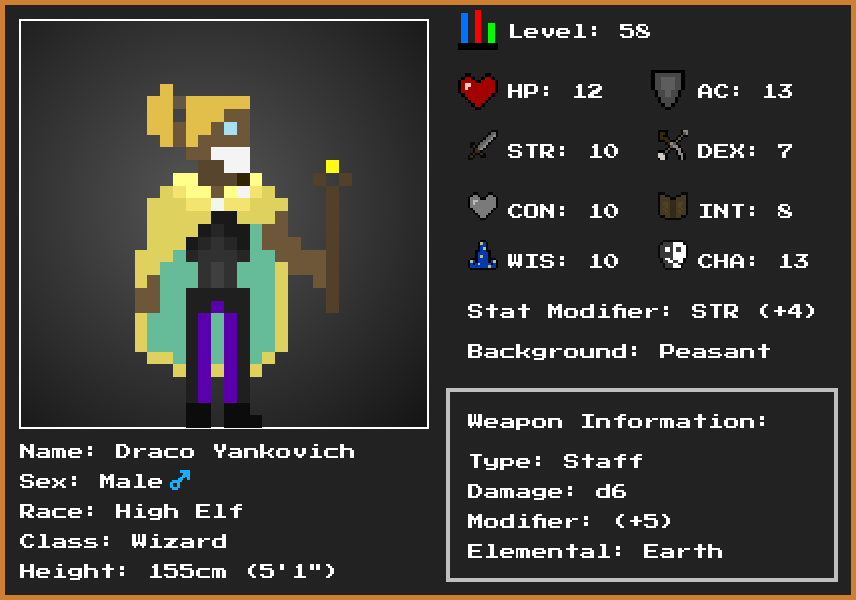 Level: 58
HP: 12
AC: 13
STR: 10
DEX: 7
CON: 10
INT: 8
WIS: 10
CHA: 13
Stat Modifier: STR (+4)
Background: Peasant
Name: Draco Yankovich
Sex: Male♂
Race: High Elf
Class: Wizard
Height: 155cm (5'1")
Weapon Information:
Type: Staff
Damage: d6
Modifier: (+5)
Elemental: Earth